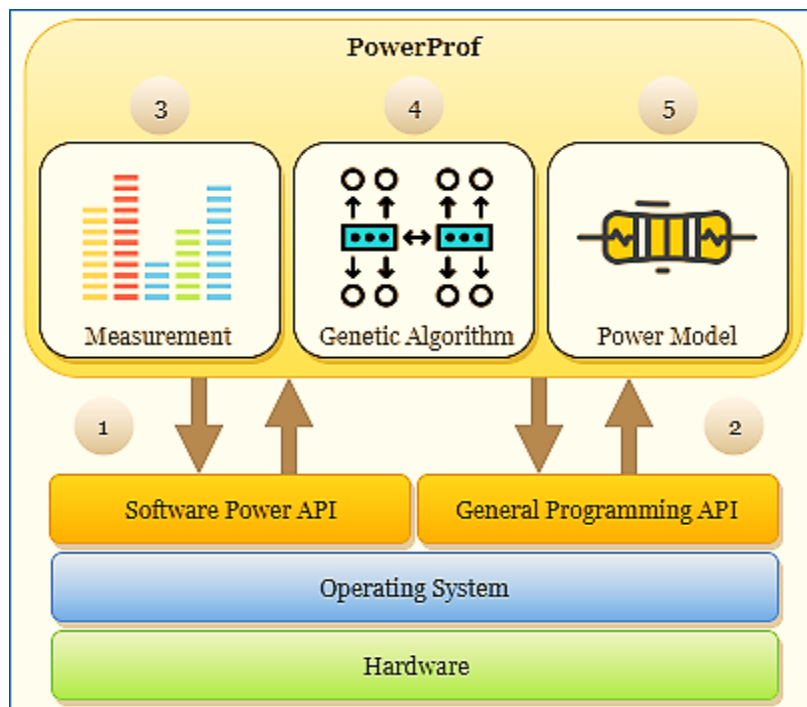 PowerProf
3 4 5
Measurement Genetic Algorithm Power Model
1 2
Software Power API General Programming API
Operating System
Hardware